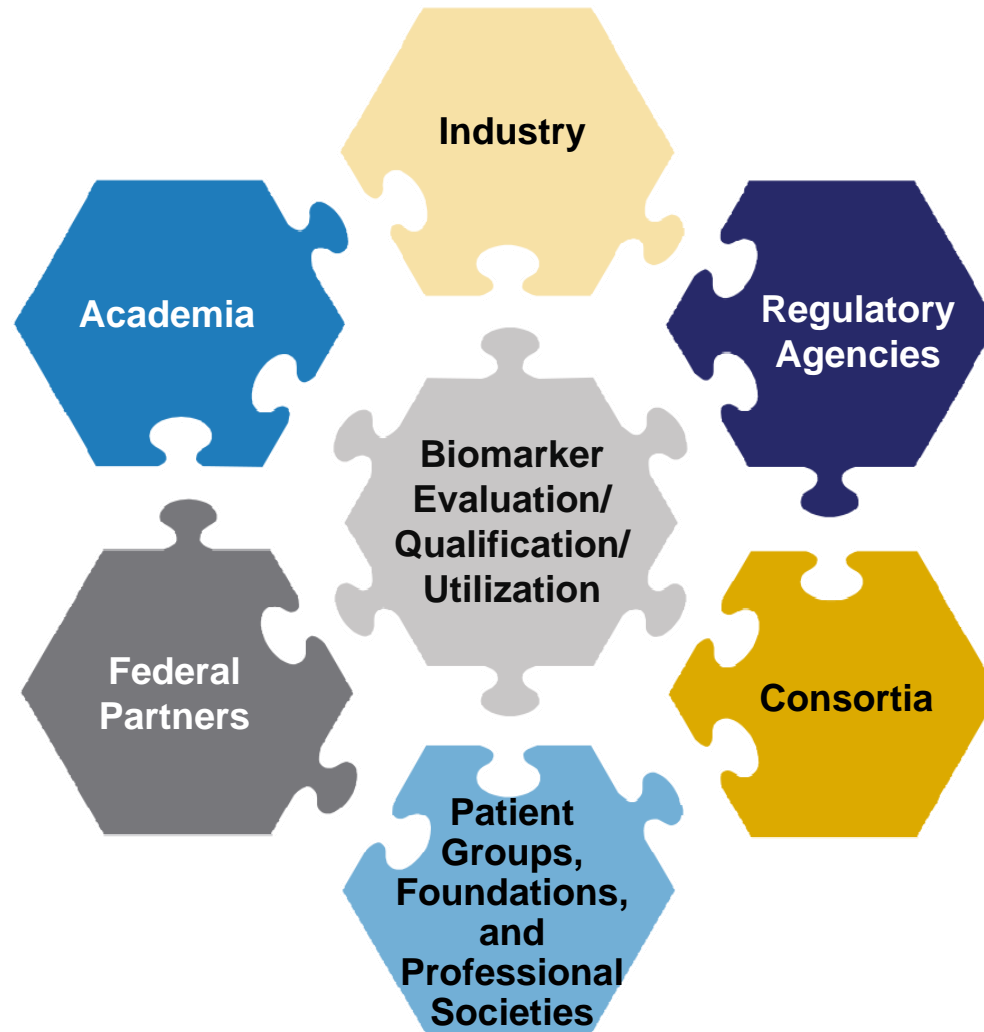 Industry
Academia
Regulatory
Agencies
Biomarker
Evaluation/
Qualification/
Utilization
Federal
Partners
Consortia
Patient
Groups,
Foundations,
and
Professional
Societies